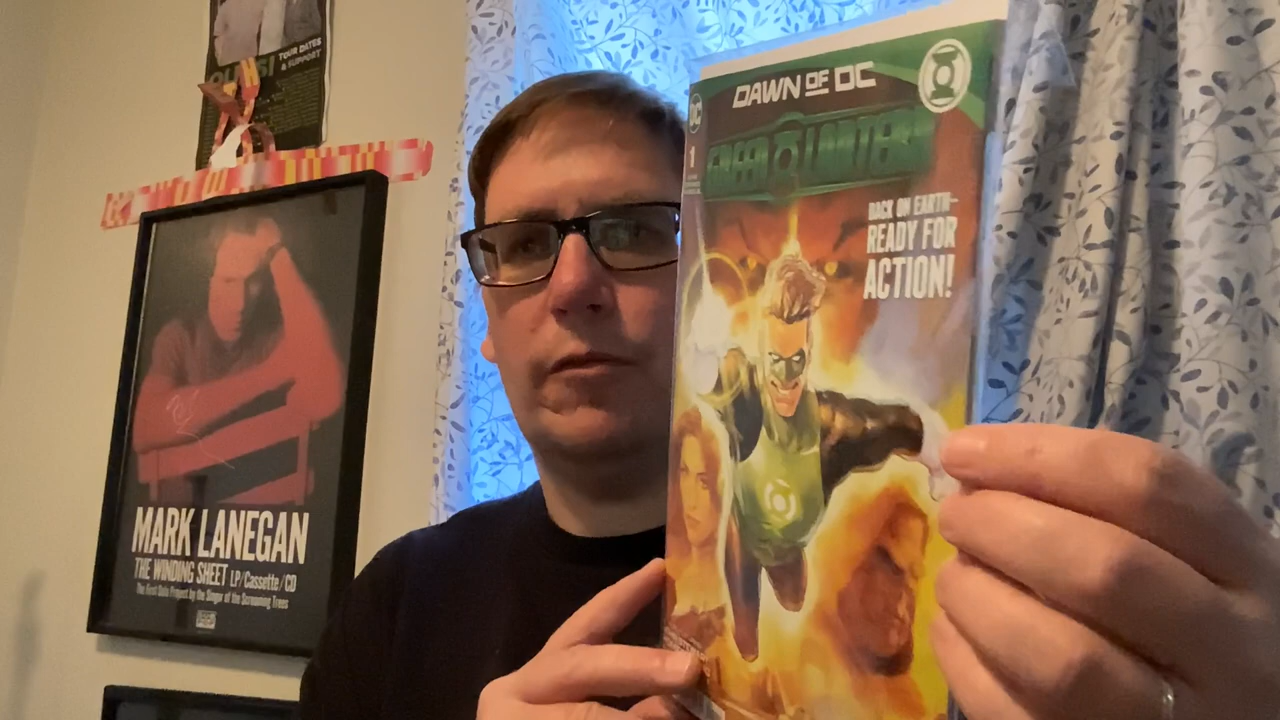 TOUR DATES
& SUPPORT
MARK LANEGAN
THE WINDING SHEET LP/Cassette/CD
The First Solo Project by the Singer of the Screaming Trees
DAWN OF DC
DC
1
GREEN LANTERN
BACK ON EARTH—
READY FOR
ACTION!